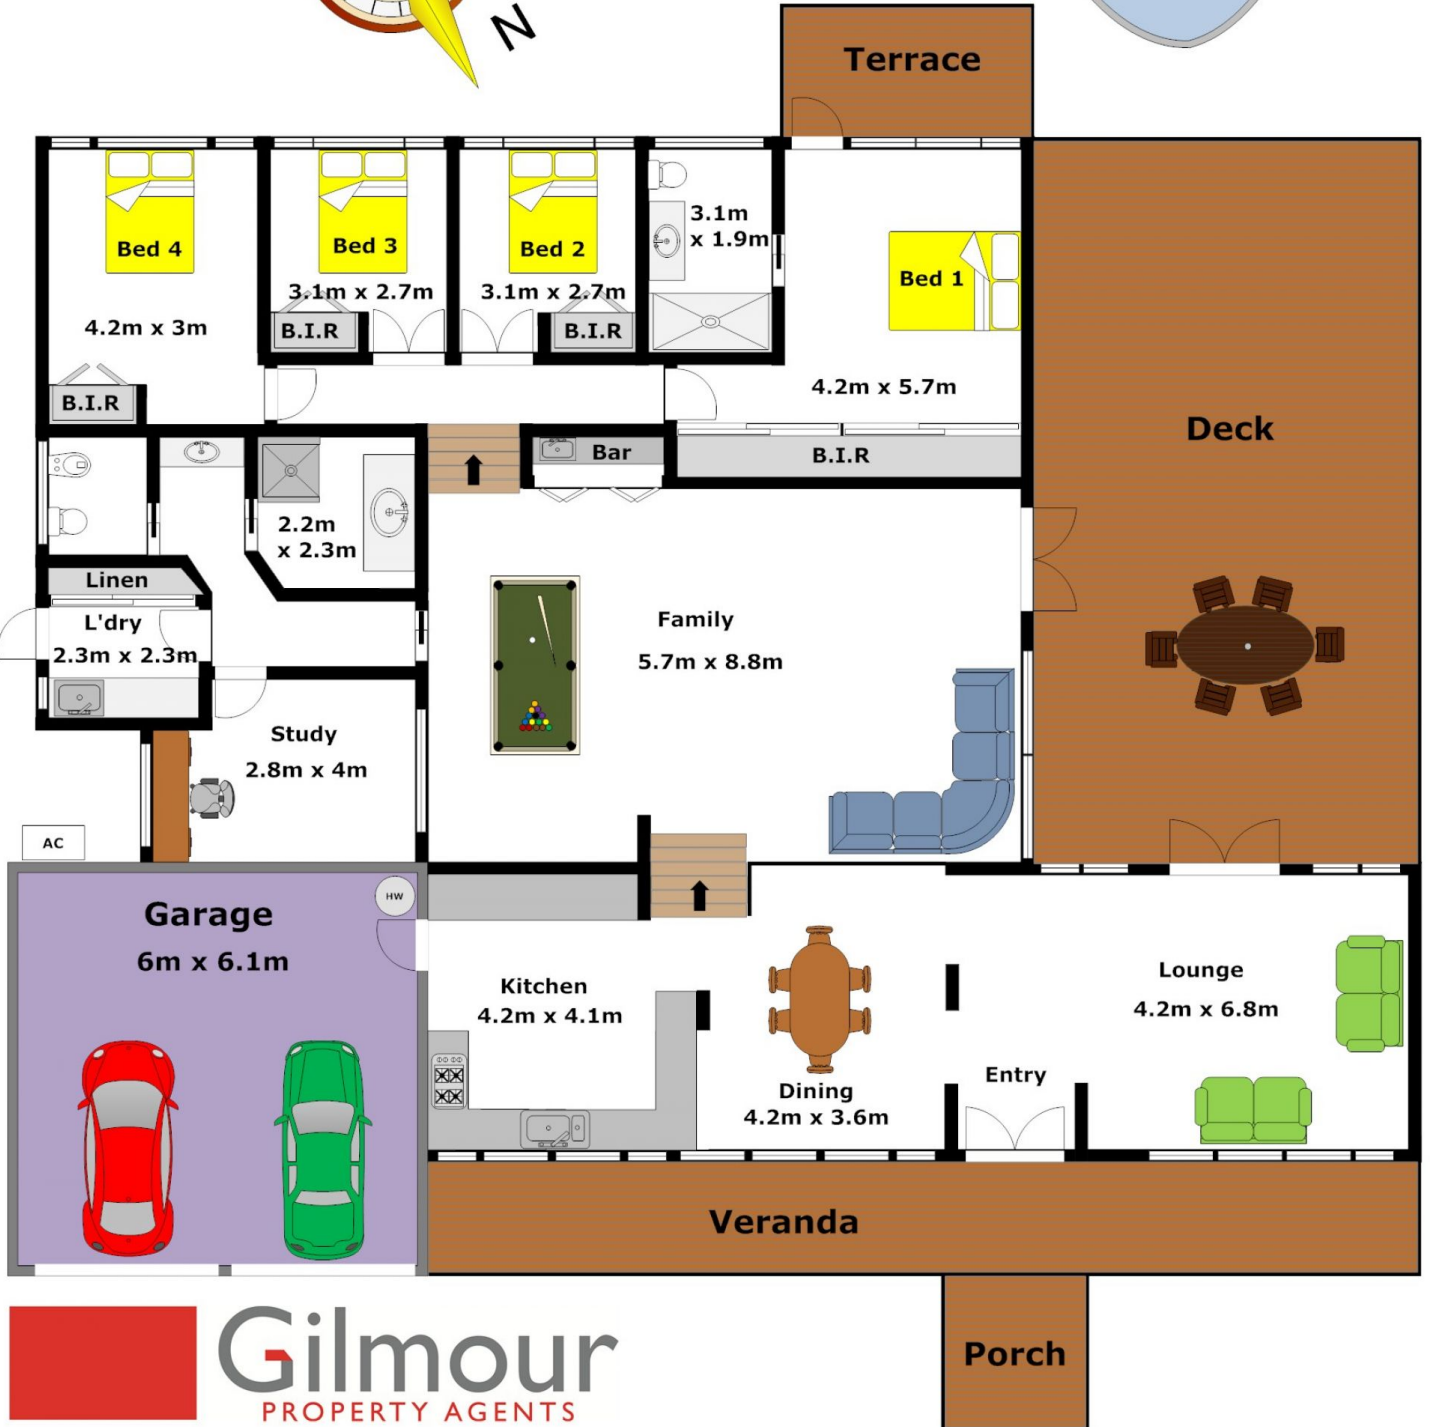 N
Terrace
Bed 4
4.2m x 3m
B.I.R
Bed 3
3.1m x 2.7m
B.I.R
Bed 2
3.1m x 2.7m
B.I.R
3.1m
x 1.9m
Bed 1
4.2m x 5.7m
B.I.R
Deck
Bar
2.2m
x 2.3m
Linen
L'dry
2.3m x 2.3m
Family
5.7m x 8.8m
Study
2.8m x 4m
AC
HW
Garage
6m x 6.1m
Kitchen
4.2m x 4.1m
Dining
4.2m x 3.6m
Entry
Lounge
4.2m x 6.8m
Veranda
Porch
Gilmour
PROPERTY AGENTS